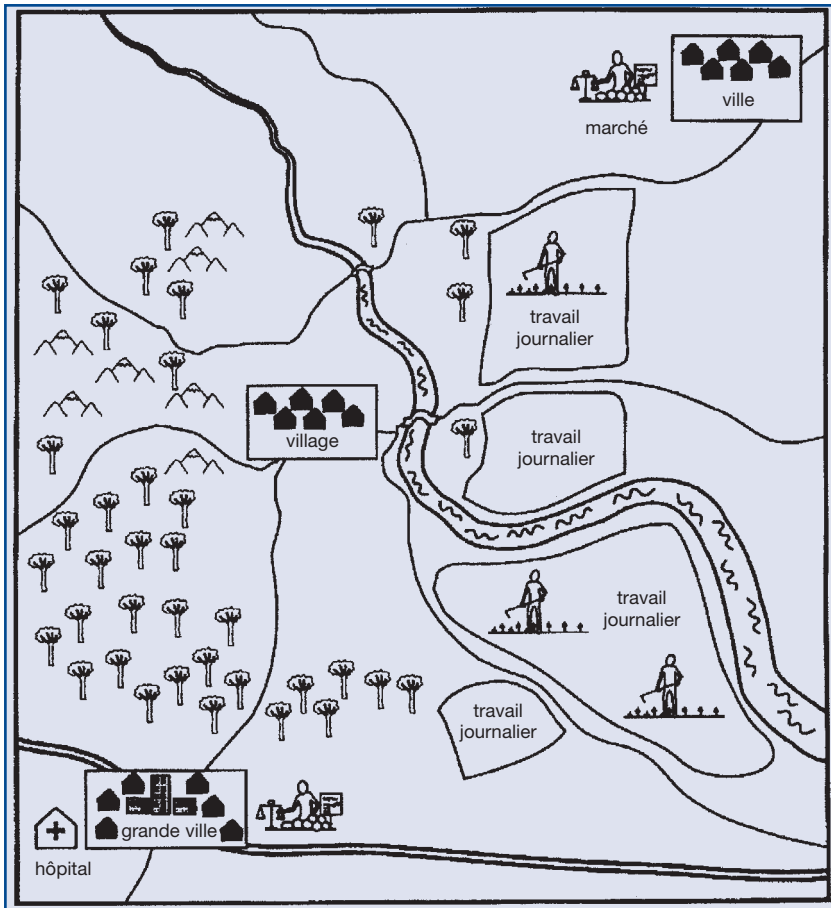 ville
marché
travail
journalier
travail
journalier
village
travail
journalier
travail
journalier
grande ville
hôpital